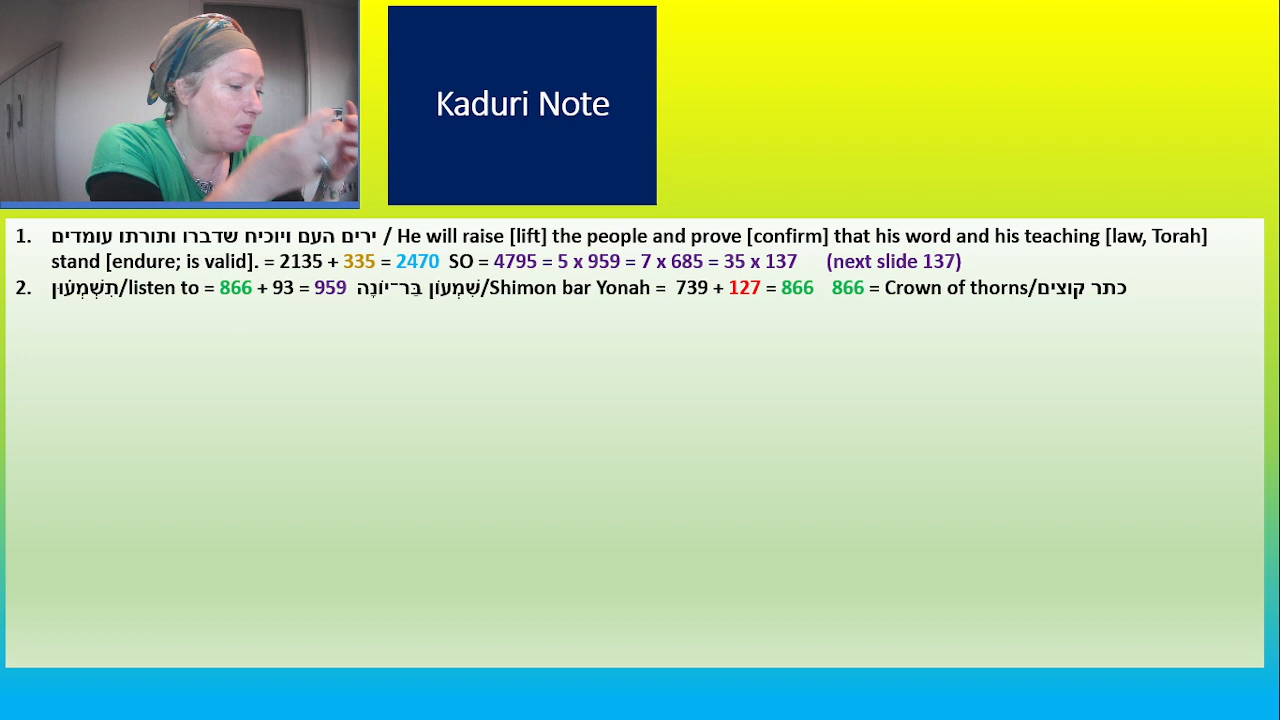 Kaduri Note
1. ירים העם ויוכיח שדברו ותורתו עומדים / He will raise [lift] the people and prove [confirm] that his word and his teaching [law, Torah]
stand [endure; is valid]. = 2135 + 335 = 2470 SO = 4795 = 5 x 959 = 7 x 685 = 35 x 137 (next slide 137)
2. תִּשְׁמָעֽוּן/listen to = 866 + 93 = 959 שִׁמְעוֹן בַּר־יוֹנָה/Shimon bar Yonah = 739 + 127 = 866 866 = Crown of thorns/כתר קוצים